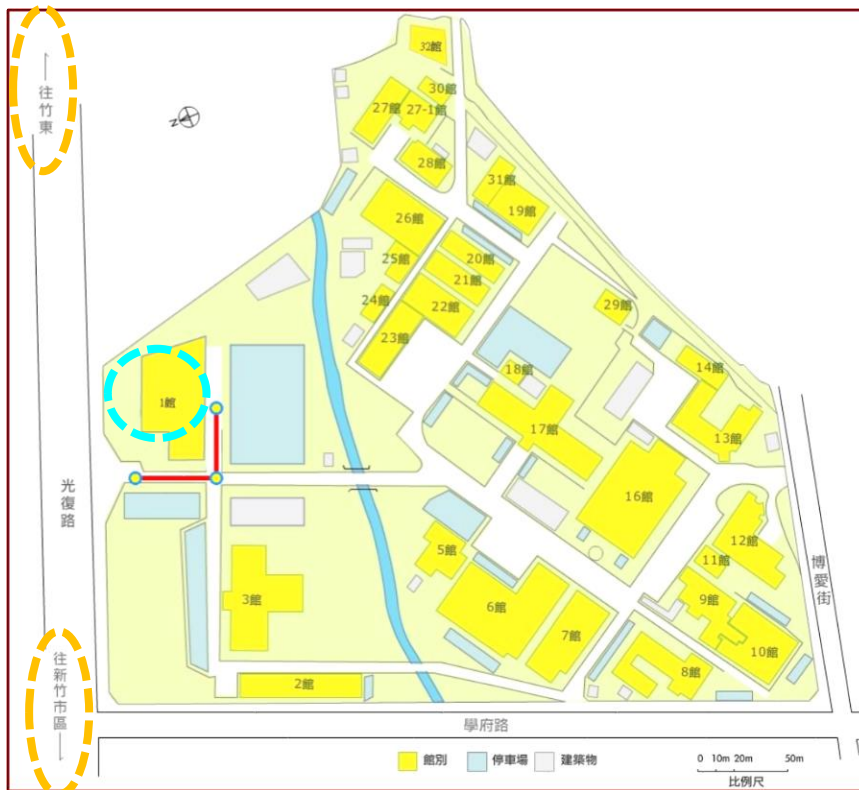 往竹東
N
32館
30館
27館
27-1館
28館
31館
19館
26館
20館
25館
21館
24館
22館
29館
23館
18館
14館
1館
17館
13館
光復路
16館
12館
5館
11館
博愛街
3館
9館
6館
7館
10館
8館
2館
往新竹市區
學府路
館別 停車場 建築物
0 10m 20m 50m
比例尺